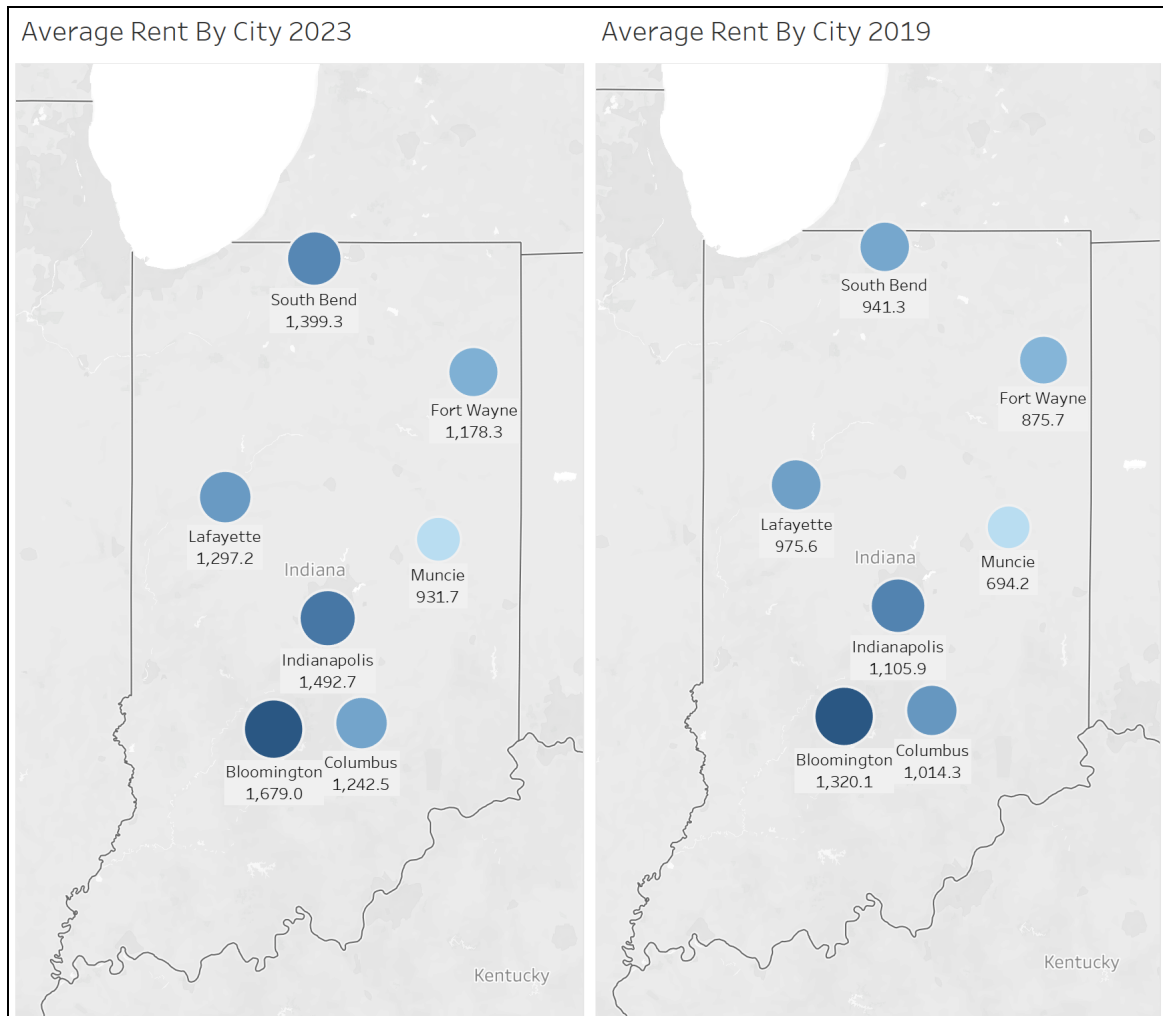 Average Rent By City 2023
South Bend
1,399.3
Fort Wayne
1,178.3
Lafayette
1,297.2
Muncie
931.7
Indiana
Indianapolis
1,492.7
Bloomington
1,679.0
Columbus
1,242.5
Kentucky
Average Rent By City 2019
South Bend
941.3
Fort Wayne
875.7
Lafayette
975.6
Muncie
694.2
Indiana
Indianapolis
1,105.9
Bloomington
1,320.1
Columbus
1,014.3
Kentucky